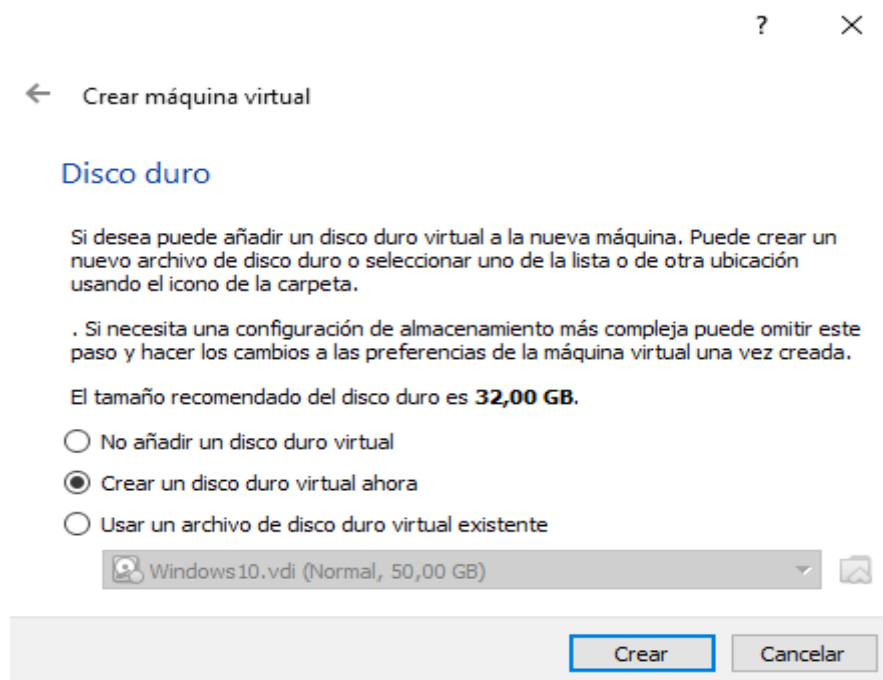 ?
Crear máquina virtual
Disco duro
Si desea puede añadir un disco duro virtual a la nueva máquina. Puede crear un
nuevo archivo de disco duro o seleccionar uno de la lista o de otra ubicación
usando el icono de la carpeta.
. Si necesita una configuración de almacenamiento más compleja puede omitir este
paso y hacer los cambios a las preferencias de la máquina virtual una vez creada.
El tamaño recomendado del disco duro es 32,00 GB.
No añadir un disco duro virtual
Crear un disco duro virtual ahora
Usar un archivo de disco duro virtual existente
Windows10.vdi (Normal, 50,00 GB)
Crear Cancelar